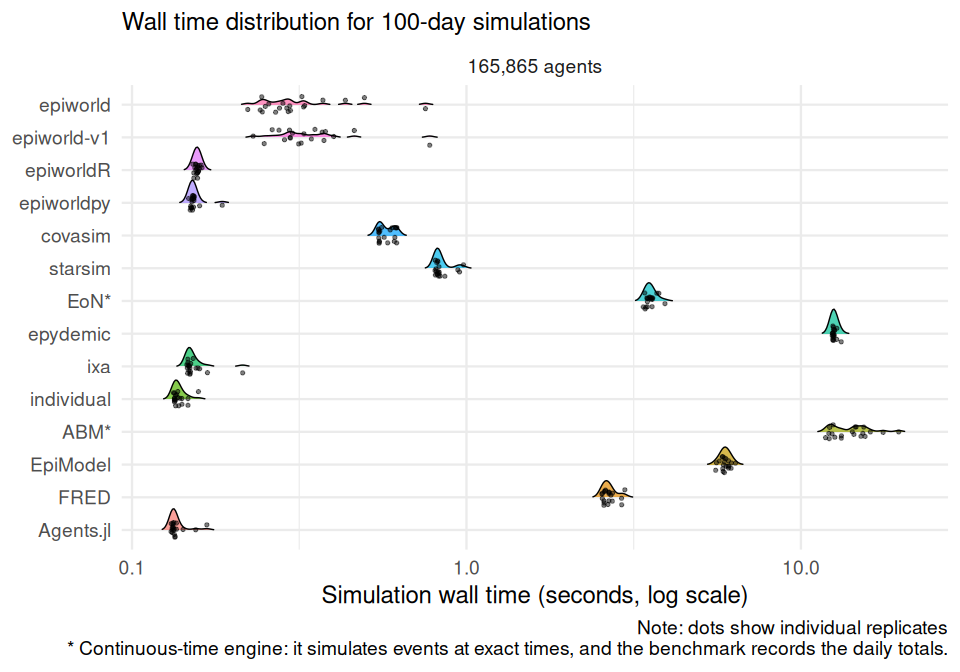 Wall time distribution for 100-day simulations
165,865 agents
epiworld
epiworld-v1
epiworldR
epiworldpy
covasim
starsim
EoN*
epydemic
ixa
individual
ABM*
EpiModel
FRED
Agents.jl
0.1 1.0 10.0
Simulation wall time (seconds, log scale)
Note: dots show individual replicates
* Continuous-time engine: it simulates events at exact times, and the benchmark records the daily totals.